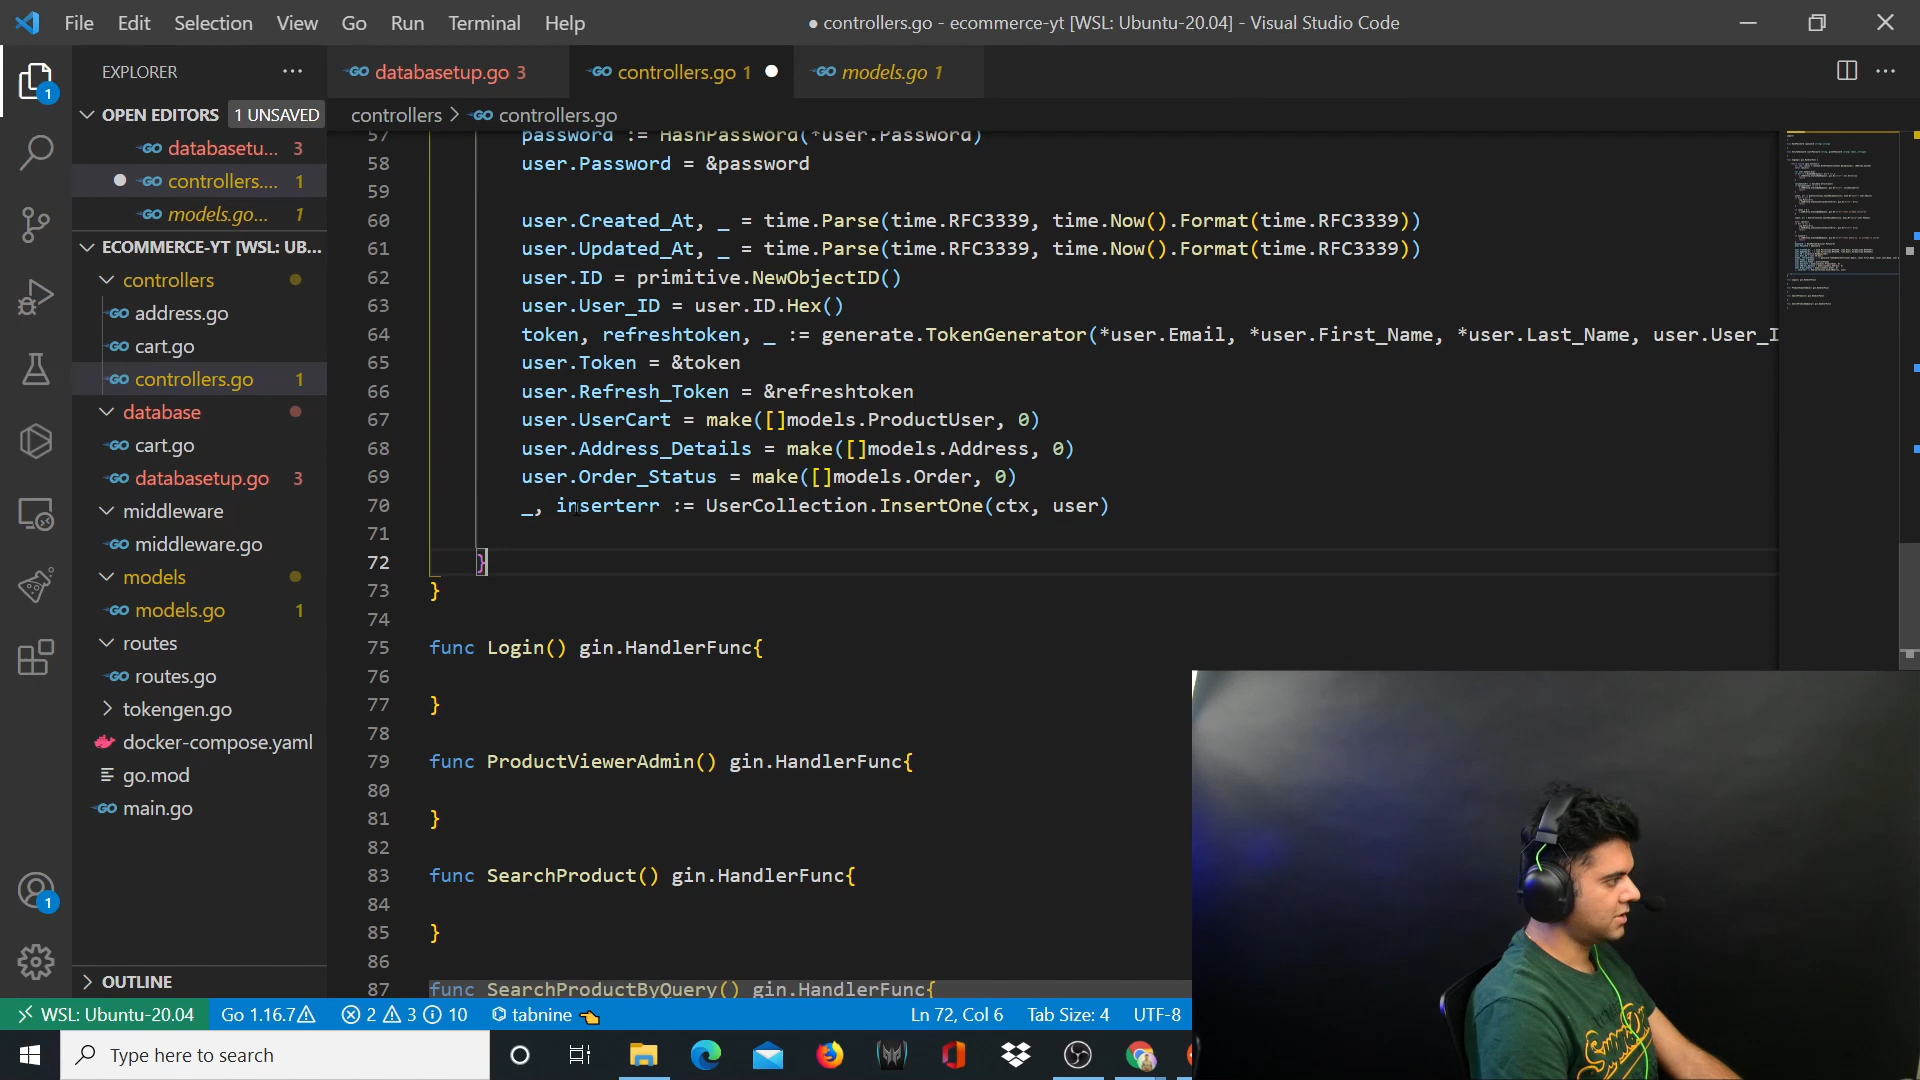 File Edit Selection View Go Run Terminal Help
● controllers.go - ecommerce-yt [WSL: Ubuntu-20.04] - Visual Studio Code
EXPLORER
databasetup.go 3
controllers.go 1
models.go 1
OPEN EDITORS 1 UNSAVED
controllers > controllers.go
databasetu... 3
controllers.... 1
models.go... 1
ECOMMERCE-YT [WSL: UB...
controllers
address.go
cart.go
controllers.go 1
database
cart.go
databasetup.go 3
middleware
middleware.go
models
models.go 1
routes
routes.go
tokengen.go
docker-compose.yaml
go.mod
main.go
OUTLINE
57 password := HashPassword(*user.Password)
58 user.Password = &password
59
60 user.Created_At, _ = time.Parse(time.RFC3339, time.Now().Format(time.RFC3339))
61 user.Updated_At, _ = time.Parse(time.RFC3339, time.Now().Format(time.RFC3339))
62 user.ID = primitive.NewObjectID()
63 user.User_ID = user.ID.Hex()
64 token, refreshtoken, _ := generate.TokenGenerator(*user.Email, *user.First_Name, *user.Last_Name, user.User_I
65 user.Token = &token
66 user.Refresh_Token = &refreshtoken
67 user.UserCart = make([]models.ProductUser, 0)
68 user.Address_Details = make([]models.Address, 0)
69 user.Order_Status = make([]models.Order, 0)
70 _, inserterr := UserCollection.InsertOne(ctx, user)
71
72 }
73 }
74
75 func Login() gin.HandlerFunc{
76
77 }
78
79 func ProductViewerAdmin() gin.HandlerFunc{
80
81 }
82
83 func SearchProduct() gin.HandlerFunc{
84
85 }
86
87 func SearchProductByQuery() gin.HandlerFunc{
WSL: Ubuntu-20.04 Go 1.16.7 2 3 10 tabnine Ln 72, Col 6 Tab Size: 4 UTF-8
Type here to search